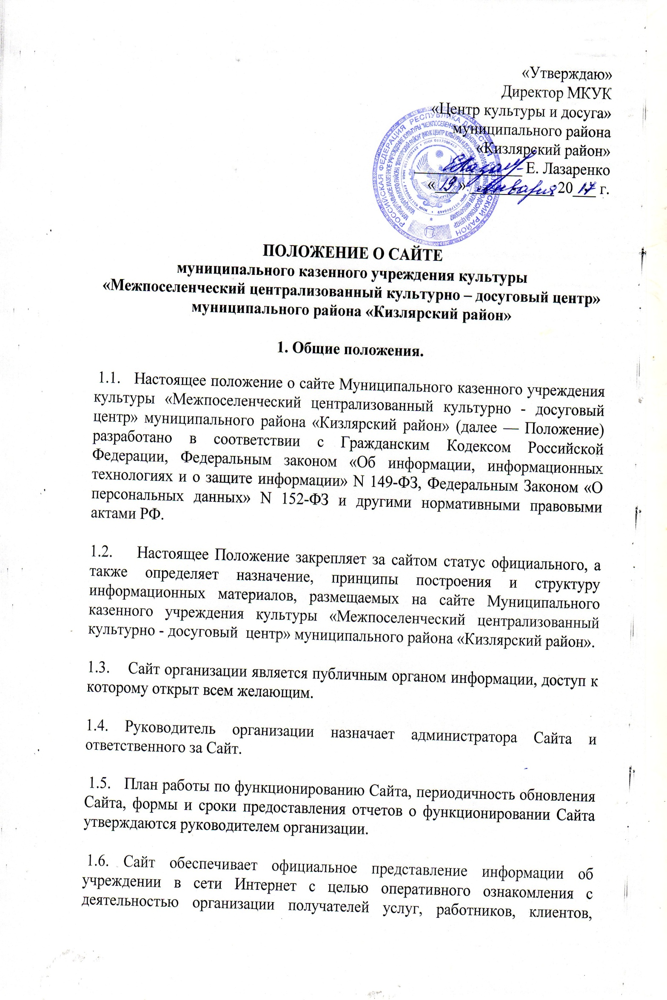 «Утверждаю»
Директор МКУК
«Центр культуры и досуга»
муниципального района
«Кизлярский район»
Е. Лазаренко
«19» января 2017 г.
РОССИЙСКАЯ ФЕДЕРАЦИЯ РЕСПУБЛИКА ДАГЕСТАН КИЗЛЯРСКИЙ РАЙОН
ИНН 0517000462
ПОЛОЖЕНИЕ О САЙТЕ
муниципального казенного учреждения культуры
«Межпоселенческий централизованный культурно – досуговый центр»
муниципального района «Кизлярский район»
1. Общие положения.
1.1. Настоящее положение о сайте Муниципального казенного учреждения
культуры «Межпоселенческий централизованный культурно - досуговый
центр» муниципального района «Кизлярский район» (далее — Положение)
разработано в соответствии с Гражданским Кодексом Российской
Федерации, Федеральным законом «Об информации, информационных
технологиях и о защите информации» N 149-ФЗ, Федеральным Законом «О
персональных данных» N 152-ФЗ и другими нормативными правовыми
актами РФ.
1.2. Настоящее Положение закрепляет за сайтом статус официального, а
также определяет назначение, принципы построения и структуру
информационных материалов, размещаемых на сайте Муниципального
казенного учреждения культуры «Межпоселенческий централизованный
культурно - досуговый центр» муниципального района «Кизлярский район».
1.3. Сайт организации является публичным органом информации, доступ к
которому открыт всем желающим.
1.4. Руководитель организации назначает администратора Сайта и
ответственного за Сайт.
1.5. План работы по функционированию Сайта, периодичность обновления
Сайта, формы и сроки предоставления отчетов о функционировании Сайта
утверждаются руководителем организации.
1.6. Сайт обеспечивает официальное представление информации об
учреждении в сети Интернет с целью оперативного ознакомления с
деятельностью организации получателей услуг, работников, клиентов,